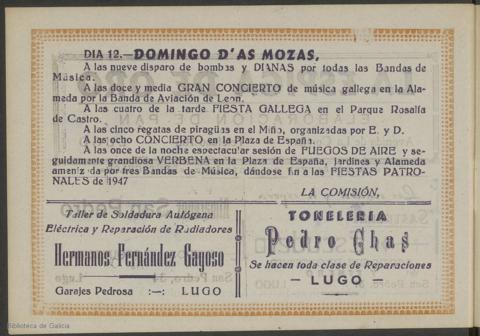 DIA 12.—DOMINGO D'AS MOZAS,
A las nueve disparo de bombas y DIANAS por todas las Bandas de
Música.
A las doce y media GRAN CONCIERTO de música gallega en la Ala-
meda por la Banda de Aviación de Leon.
A las cuatro de la tarde FIESTA GALLEGA en el Parque Rosalía
de Castro.
A las cinco regatas de piragüas en el Miño, organizadas por E. y D.
A las ocho CONCIERTO en la Plaza de España.
A las once de la noche espectacular sesión de FUEGOS DE AIRE y se-
guidamente grandiosa VERBENA en la Plaza de España, Jardines y Alameda
amenizada por tres Bandas de Música, dándose fin a las FIESTAS PATRO-
NALES de 1947
LA COMISIÓN,
Taller de Soldadura Autógena
Eléctrica y Reparación de Radiadores
Hermanos Fernández Gayoso
Garajes Pedrosa :—: LUGO
TONELERIA
Pedro Chas
Se hacen toda clase de Reparaciones
— LUGO —
Biblioteca de Galicia